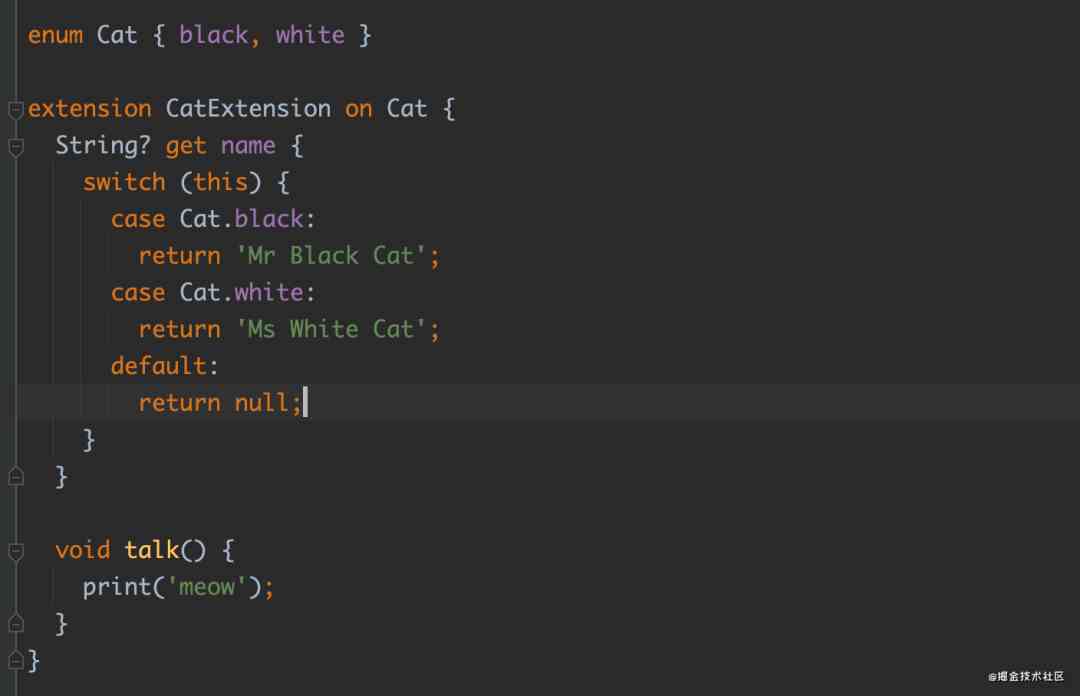 enum Cat { black, white }
extension CatExtension on Cat {
String? get name {
switch (this) {
case Cat.black:
return 'Mr Black Cat';
case Cat.white:
return 'Ms White Cat';
default:
return null;
}
}
void talk() {
print('meow');
}
}
@掘金技术社区